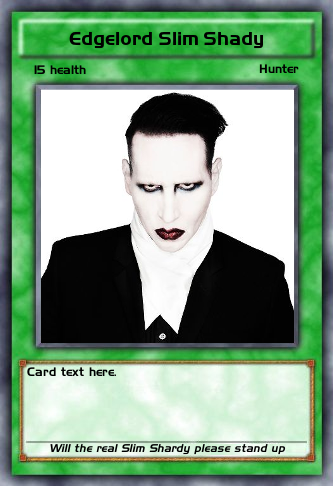 Edgelord Slim Shady
15 health
Hunter
Card text here.
Will the real Slim Shardy please stand up